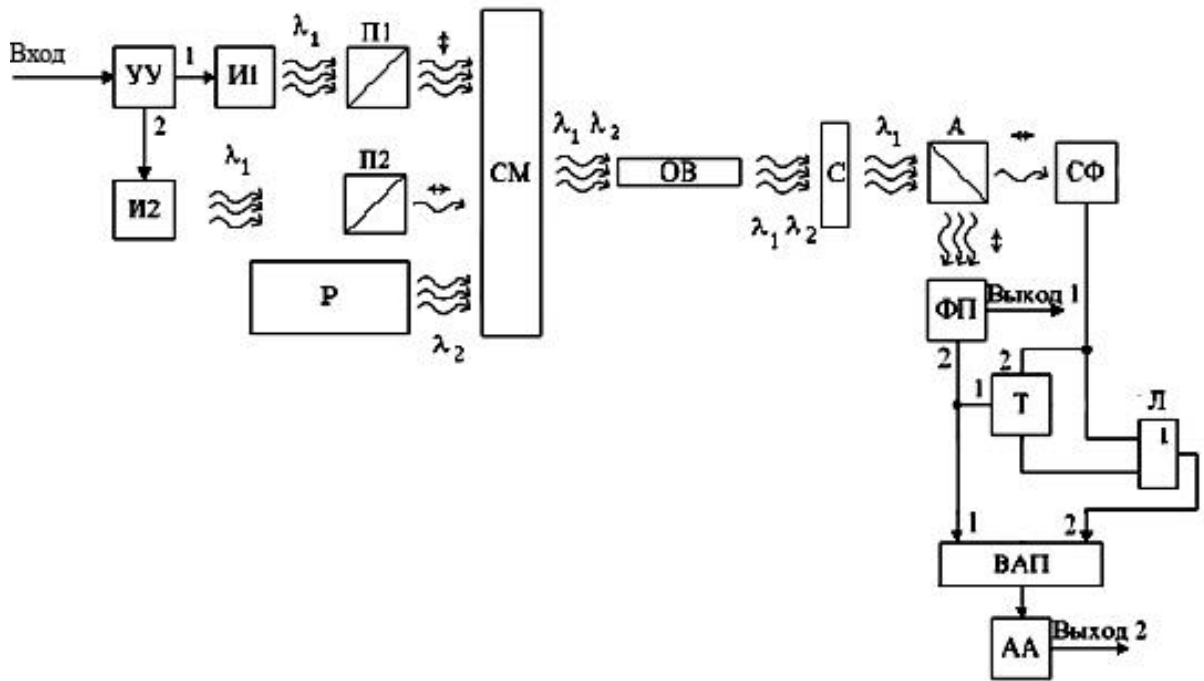 λ₁ П1
Вход УУ 1 И1
2
λ₁ П2
И2
Р
λ₂
СМ
λ₁ λ₂
ОВ
λ₁ λ₂
С
λ₁ А
СФ
ФП Выкод 1
2
2
1 Т
Л
1
1 2
ВАП
АА Выход 2